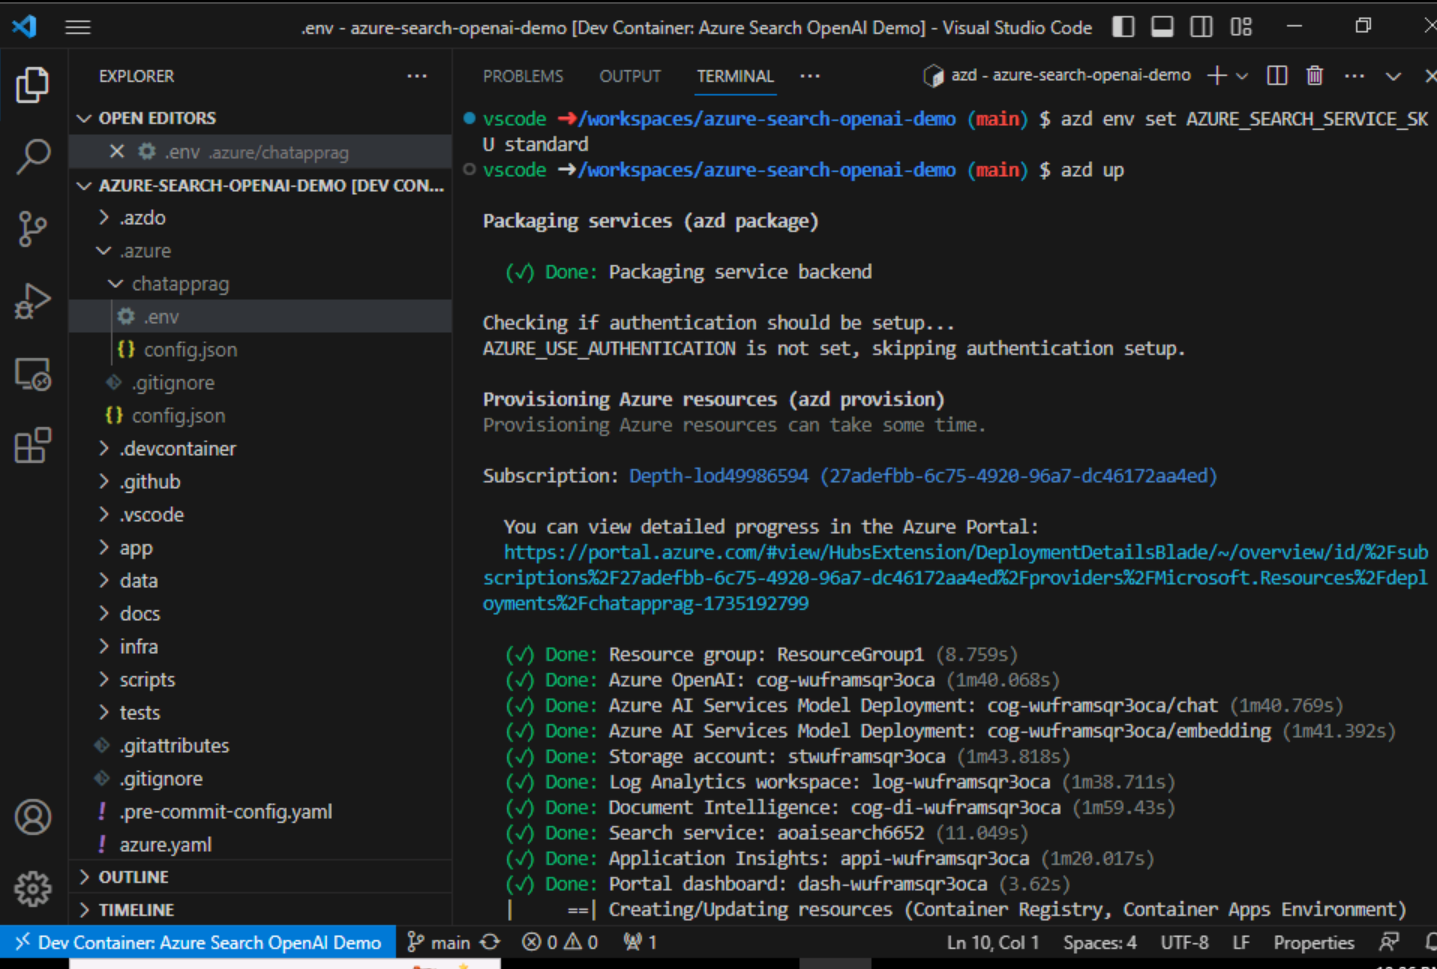 .env - azure-search-openai-demo [Dev Container: Azure Search OpenAI Demo] - Visual Studio Code
EXPLORER
OPEN EDITORS
.env .azure/chatapprag
AZURE-SEARCH-OPENAI-DEMO [DEV CON...
.azdo
.azure
chatapprag
.env
{} config.json
.gitignore
{} config.json
.devcontainer
.github
.vscode
app
data
docs
infra
scripts
tests
.gitattributes
.gitignore
! .pre-commit-config.yaml
! azure.yaml
OUTLINE
TIMELINE
PROBLEMS OUTPUT TERMINAL ... azd - azure-search-openai-demo
vscode ➜/workspaces/azure-search-openai-demo (main) $ azd env set AZURE_SEARCH_SERVICE_SK
U standard
vscode ➜/workspaces/azure-search-openai-demo (main) $ azd up
Packaging services (azd package)
(✓) Done: Packaging service backend
Checking if authentication should be setup...
AZURE_USE_AUTHENTICATION is not set, skipping authentication setup.
Provisioning Azure resources (azd provision)
Provisioning Azure resources can take some time.
Subscription: Depth-lod49986594 (27adefbb-6c75-4920-96a7-dc46172aa4ed)
You can view detailed progress in the Azure Portal:
https://portal.azure.com/#view/HubsExtension/DeploymentDetailsBlade/~/overview/id/%2Fsub
scriptions%2F27adefbb-6c75-4920-96a7-dc46172aa4ed%2Fproviders%2FMicrosoft.Resources%2Fdepl
oyments%2Fchatapprag-1735192799
(✓) Done: Resource group: ResourceGroup1 (8.759s)
(✓) Done: Azure OpenAI: cog-wuframsqr3oca (1m40.068s)
(✓) Done: Azure AI Services Model Deployment: cog-wuframsqr3oca/chat (1m40.769s)
(✓) Done: Azure AI Services Model Deployment: cog-wuframsqr3oca/embedding (1m41.392s)
(✓) Done: Storage account: stwuframsqr3oca (1m43.818s)
(✓) Done: Log Analytics workspace: log-wuframsqr3oca (1m38.711s)
(✓) Done: Document Intelligence: cog-di-wuframsqr3oca (1m59.43s)
(✓) Done: Search service: aoaisearch6652 (11.049s)
(✓) Done: Application Insights: appi-wuframsqr3oca (1m20.017s)
(✓) Done: Portal dashboard: dash-wuframsqr3oca (3.62s)
|     ==| Creating/Updating resources (Container Registry, Container Apps Environment)
Dev Container: Azure Search OpenAI Demo main 0 0 1 Ln 10, Col 1 Spaces: 4 UTF-8 LF Properties